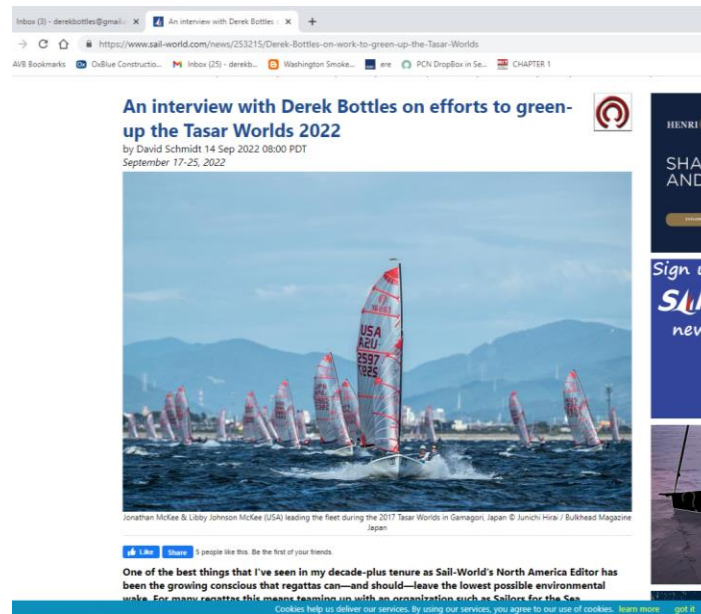 Inbox (3) - derekbottles@gmail
An interview with Derek Bottles
https://www.sail-world.com/news/253215/Derek-Bottles-on-work-to-green-up-the-Tasar-Worlds
AVB Bookmarks OxBlue Constructio... Inbox (25) - derekb... Washington Smoke... ere PCN DropBox in Se... CHAPTER 1
An interview with Derek Bottles on efforts to green-
up the Tasar Worlds 2022
by David Schmidt 14 Sep 2022 08:00 PDT
September 17-25, 2022
HENRI
SHA
AND
Sign u
SAI
new
USA
2597
Jonathan McKee & Libby Johnson McKee (USA) leading the fleet during the 2017 Tasar Worlds in Gamagori, Japan © Junichi Hirai / Bulkhead Magazine
Japan
Like Share 5 people like this. Be the first of your friends.
One of the best things that I've seen in my decade-plus tenure as Sail-World's North America Editor has
been the growing conscious that regattas can—and should—leave the lowest possible environmental
wake. For many regattas this means teaming up with an organization such as Sailors for the Sea
Cookies help us deliver our services. By using our services, you agree to our use of cookies. learn more got it